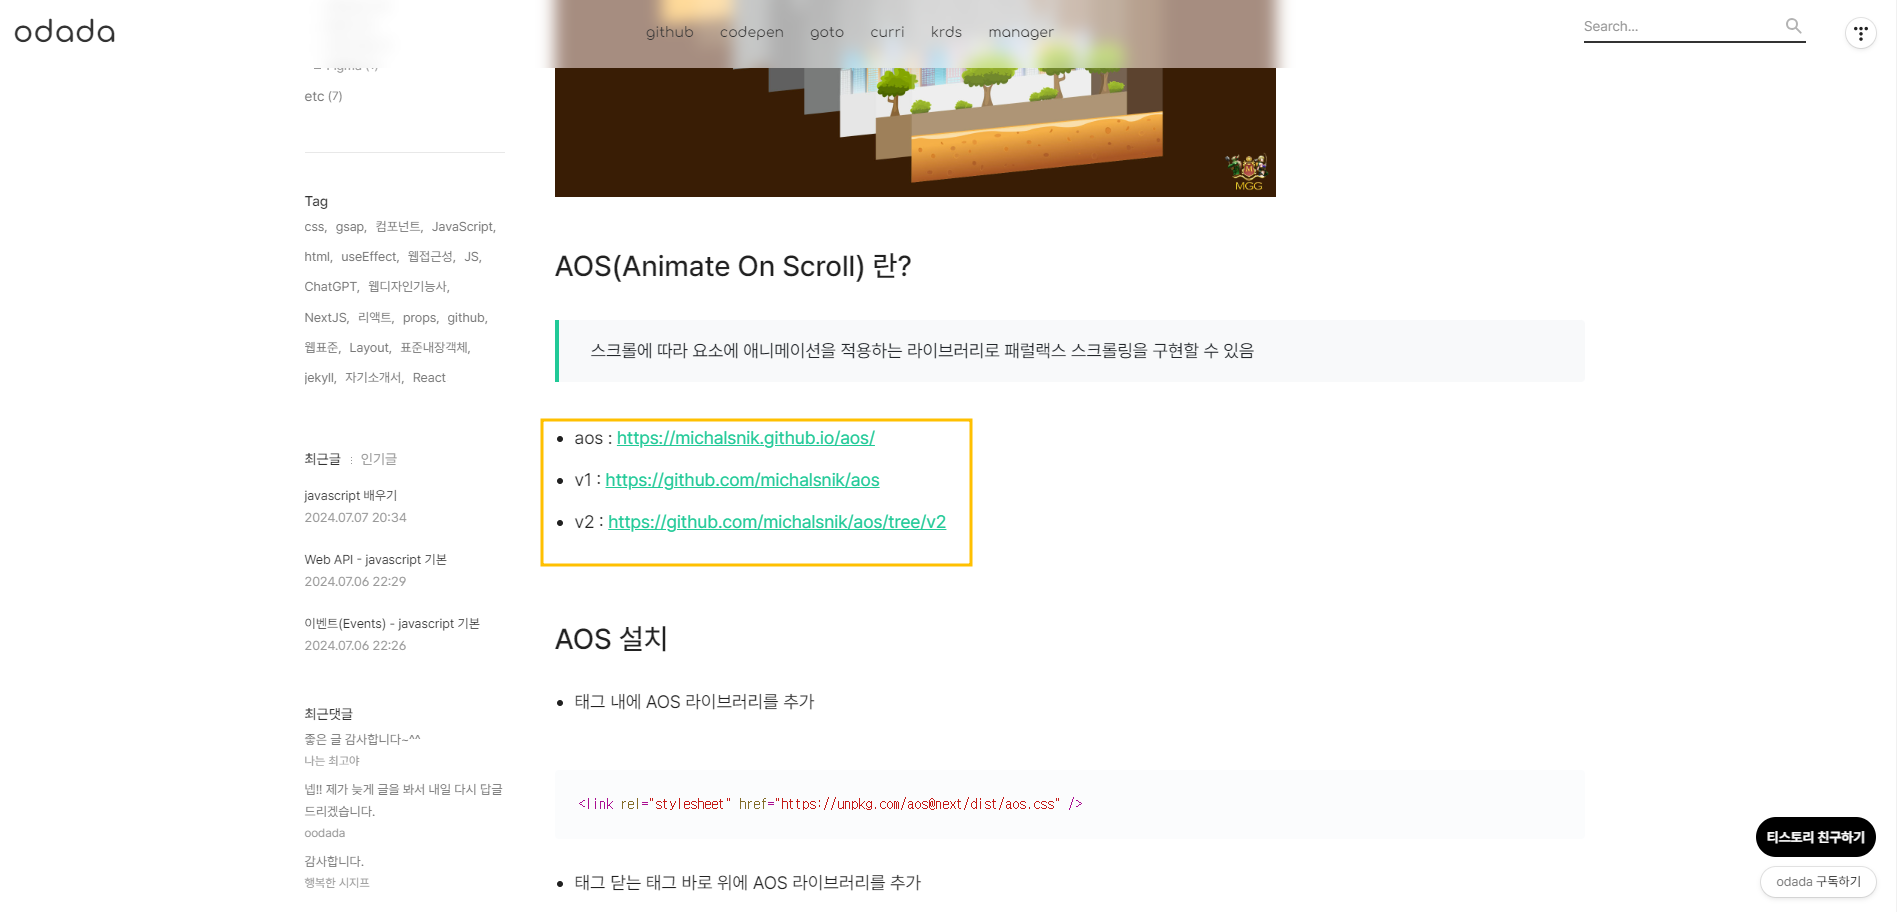 odada
github codepen goto curri krds manager
Search...
etc (7)
MGG
Tag
css, gsap, 컴포넌트, JavaScript,
html, useEffect, 웹접근성, JS,
ChatGPT, 웹디자인기능사,
NextJS, 리액트, props, github,
웹표준, Layout, 표준내장객체,
jekyll, 자기소개서, React
최근글 인기글
javascript 배우기
2024.07.07 20:34
Web API - javascript 기본
2024.07.06 22:29
이벤트(Events) - javascript 기본
2024.07.06 22:26
최근댓글
좋은 글 감사합니다~^^
나는 최고야
넵!! 제가 늦게 글을 봐서 내일 다시 답글
드리겠습니다.
oodada
감사합니다.
행복한 시지프
AOS(Animate On Scroll) 란?
스크롤에 따라 요소에 애니메이션을 적용하는 라이브러리로 패럴랙스 스크롤링을 구현할 수 있음
• aos : https://michalsnik.github.io/aos/
• v1 : https://github.com/michalsnik/aos
• v2 : https://github.com/michalsnik/aos/tree/v2
AOS 설치
• 태그 내에 AOS 라이브러리를 추가
<link rel="stylesheet" href="https://unpkg.com/aos@next/dist/aos.css" />
• 태그 닫는 태그 바로 위에 AOS 라이브러리를 추가
티스토리 친구하기
odada 구독하기